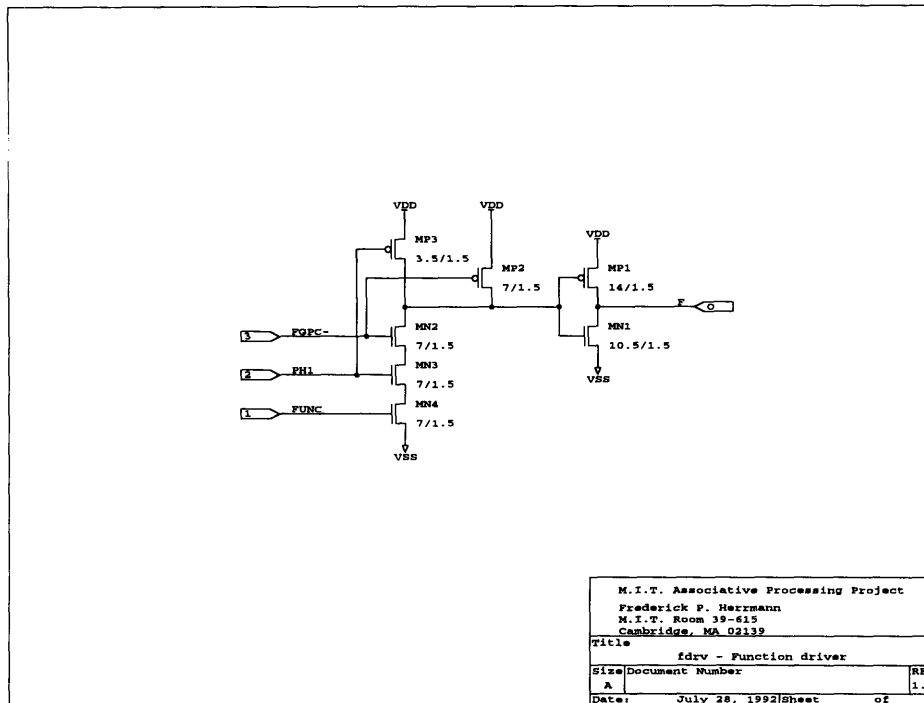 VDD
VDD
VDD
MP3
3.5/1.5
MP2
7/1.5
MP1
14/1.5
F
O
MN1
10.5/1.5
VSS
3 FGPC-
MN2
7/1.5
2 PH1
MN3
7/1.5
1 FUNC
MN4
7/1.5
VSS
M.I.T. Associative Processing Project
Frederick P. Herrmann
M.I.T. Room 39-615
Cambridge, MA 02139
Title
fdrv - Function driver
Size Document Number
A
1.
Date: July 28, 1992 Sheet of